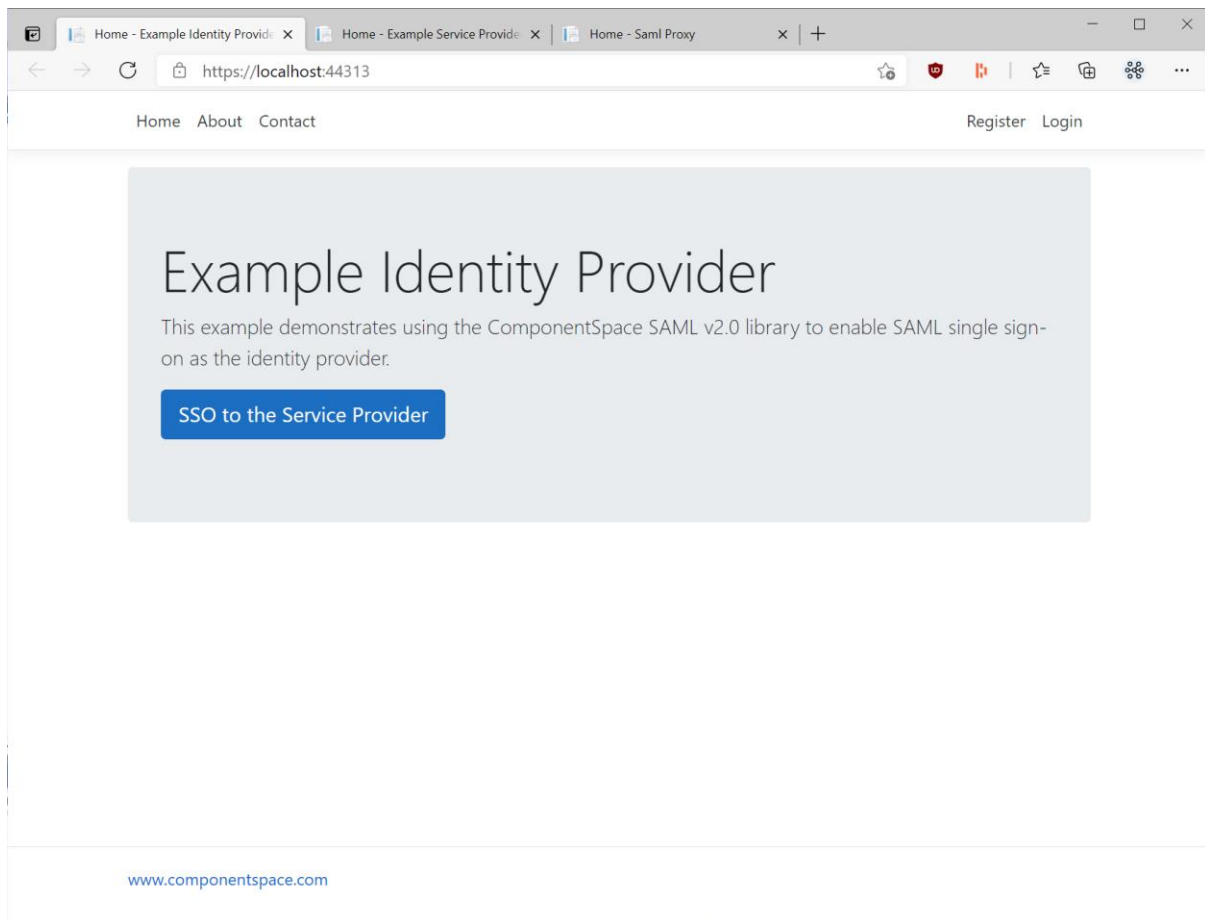 Home - Example Identity Provide
Home - Example Service Provide
Home - Saml Proxy
https://localhost:44313
Home About Contact Register Login
Example Identity Provider
This example demonstrates using the ComponentSpace SAML v2.0 library to enable SAML single sign-
on as the identity provider.
SSO to the Service Provider
www.componentspace.com